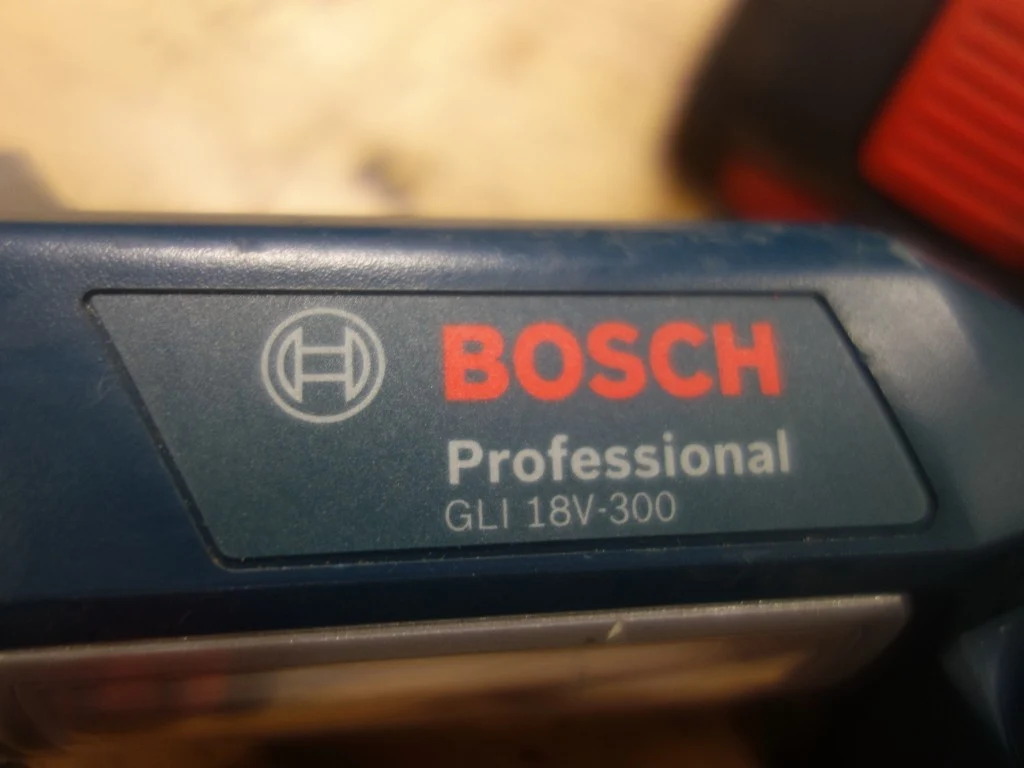 BOSCH
Professional
GLI 18V-300